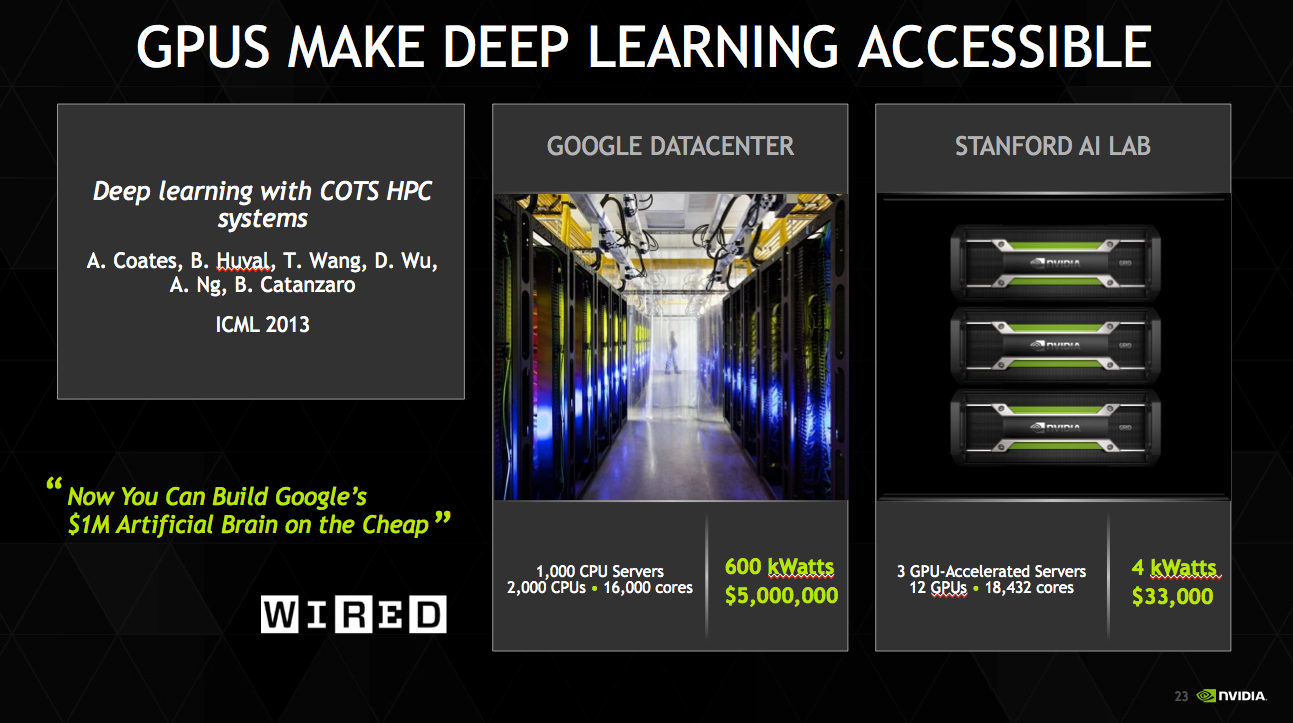 GPUS MAKE DEEP LEARNING ACCESSIBLE
Deep learning with COTS HPC
systems
A. Coates, B. Huval, T. Wang, D. Wu,
A. Ng, B. Catanzaro
ICML 2013
“ Now You Can Build Google’s
$1M Artificial Brain on the Cheap ”
WIRED
GOOGLE DATACENTER
1,000 CPU Servers
2,000 CPUs • 16,000 cores
600 kWatts
$5,000,000
STANFORD AI LAB
NVIDIA GRID
NVIDIA GRID
NVIDIA GRID
3 GPU-Accelerated Servers
12 GPUs • 18,432 cores
4 kWatts
$33,000
23 NVIDIA.